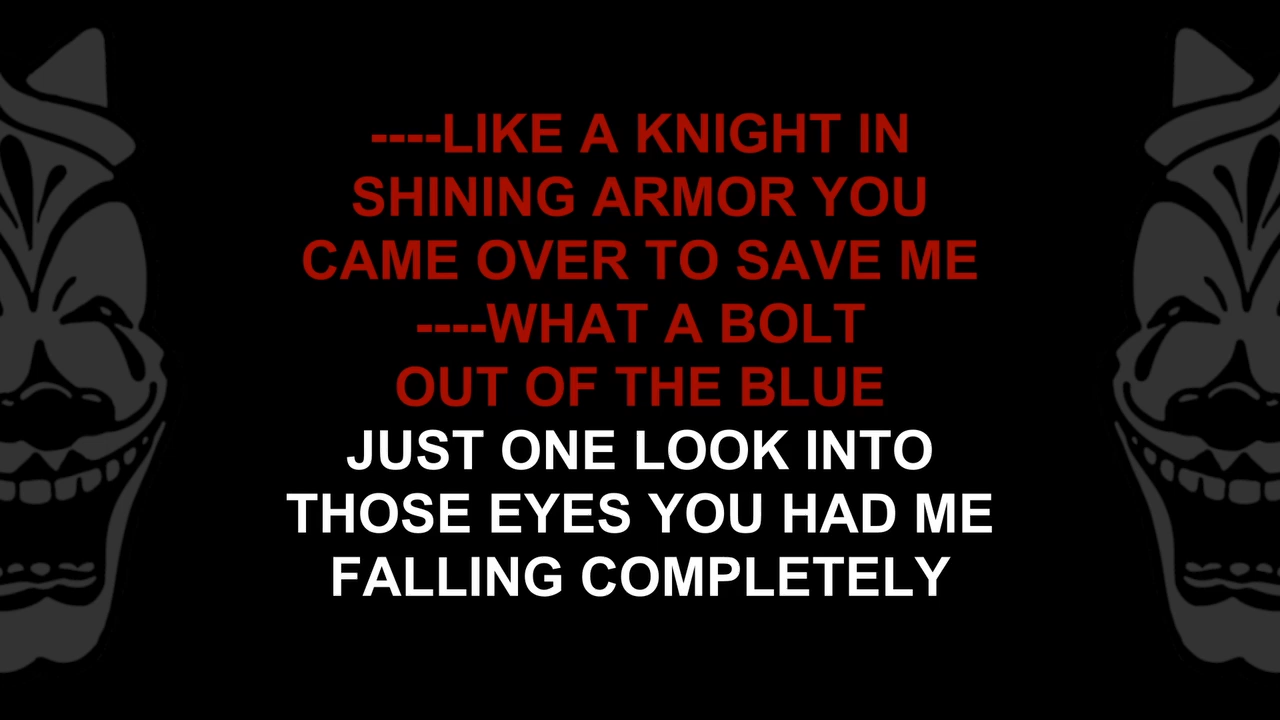 ----LIKE A KNIGHT IN
SHINING ARMOR YOU
CAME OVER TO SAVE ME
----WHAT A BOLT
OUT OF THE BLUE
JUST ONE LOOK INTO
THOSE EYES YOU HAD ME
FALLING COMPLETELY